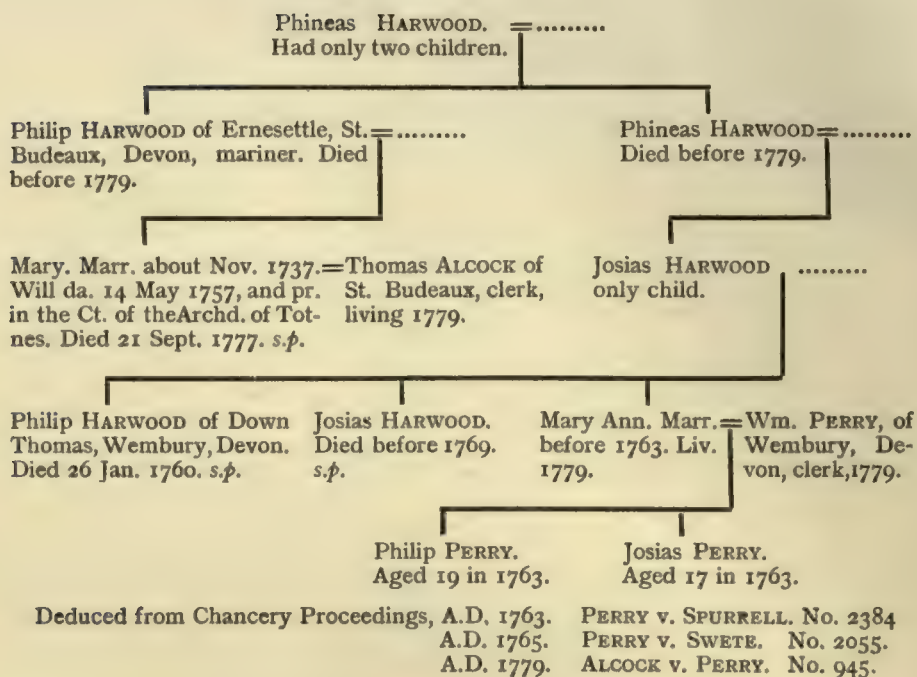 Phineas HARWOOD. =.........
Had only two children.
Philip HARWOOD of Ernesettle, St.=.........
Budeaux, Devon, mariner. Died
before 1779.
Phineas HARWOOD=.........
Died before 1779.
Mary. Marr. about Nov. 1737.=Thomas ALCOCK of
Will da. 14 May 1757, and pr. St. Budeaux, clerk,
in the Ct. of the Archd. of Tot- living 1779.
nes. Died 21 Sept. 1777. s.p.
Josias HARWOOD .........
only child.
Philip HARWOOD of Down
Thomas, Wembury, Devon.
Died 26 Jan. 1760. s.p.
Josias HARWOOD.
Died before 1769.
s.p.
Mary Ann. Marr.=Wm. PERRY, of
before 1763. Liv. Wembury, De-
1779. von, clerk, 1779.
Philip PERRY.
Aged 19 in 1763.
Josias PERRY.
Aged 17 in 1763.
Deduced from Chancery Proceedings, A.D. 1763. PERRY v. SPURRELL. No. 2384
A.D. 1765. PERRY v. SWETE. No. 2055.
A.D. 1779. ALCOCK v. PERRY. No. 945.